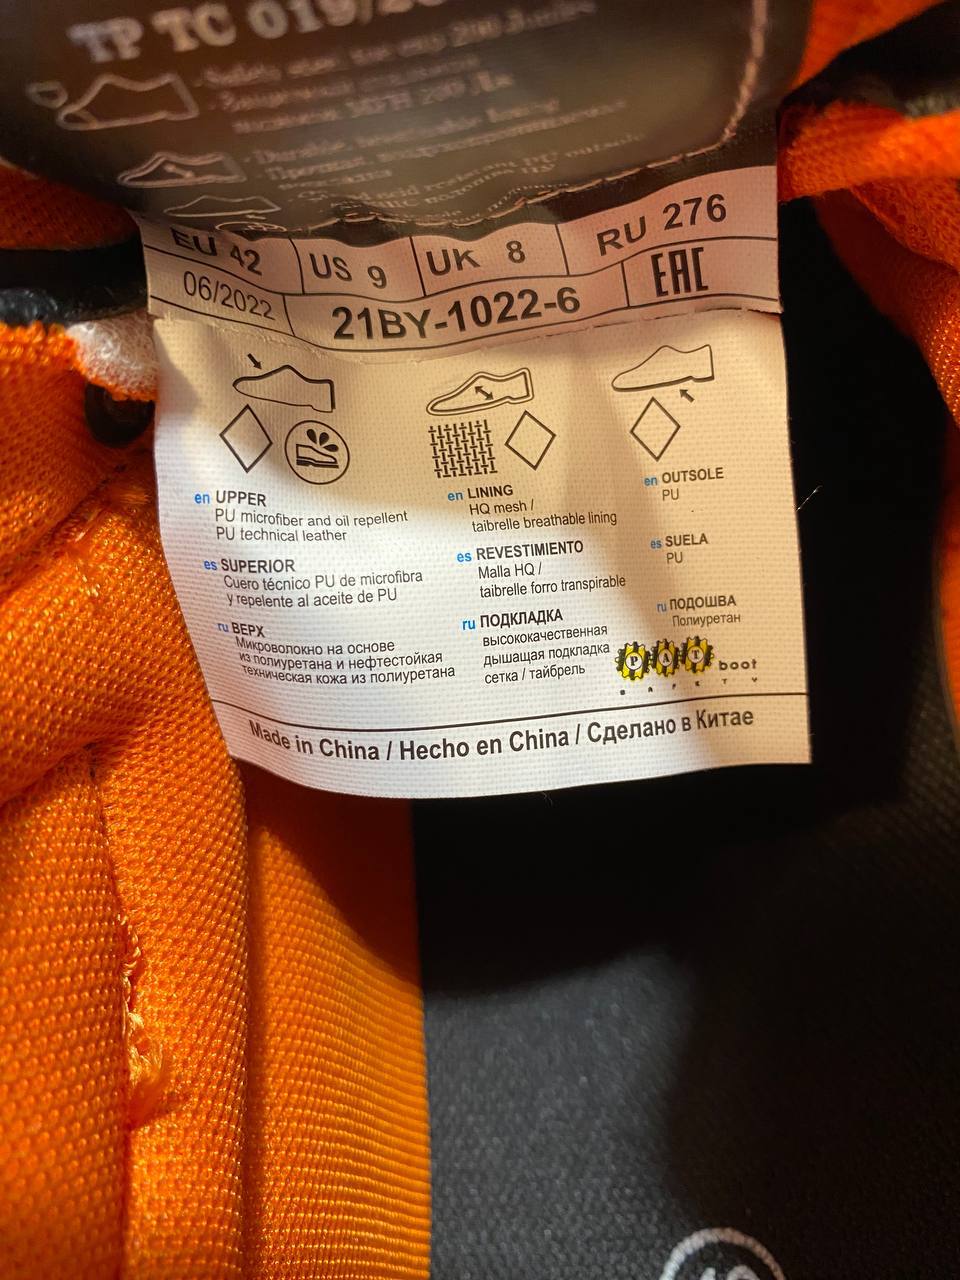 ТР ТС 019/20
EU 42 US 9 UK 8 RU 276
06/2022 21BY-1022-6 EAC
en UPPER
PU microfiber and oil repellent
PU technical leather
es SUPERIOR
Cuero técnico PU de microfibra
y repelente al aceite de PU
ru ВЕРХ
Микроволокно на основе
из полиуретана и нефтестойкая
техническая кожа из полиуретана
en LINING
HQ mesh /
taibrelle breathable lining
es REVESTIMIENTO
Malla HQ /
taibrelle forro transpirable
ru ПОДКЛАДКА
высококачественная
дышащая подкладка
сетка / тайбрель
en OUTSOLE
PU
es SUELA
PU
ru ПОДОШВА
Полиуретан
PAT boot
SAFETY
Made in China / Hecho en China / Сделано в Китае